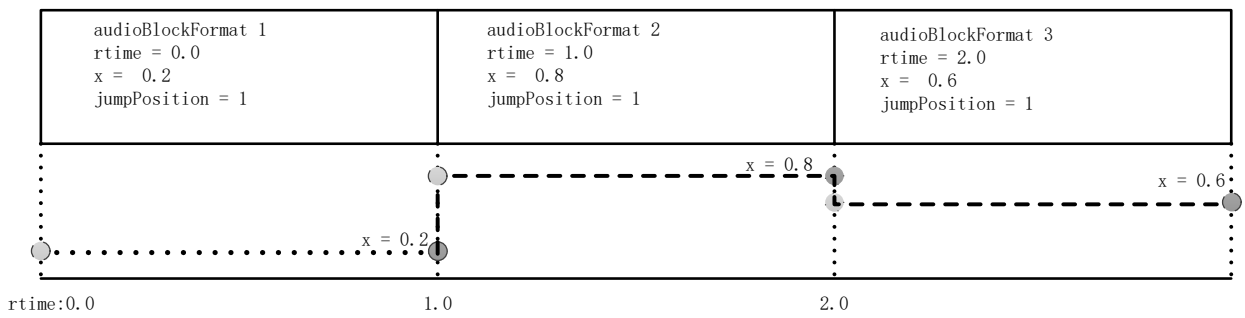 audioBlockFormat 1
rtime = 0.0
x = 0.2
jumpPosition = 1
audioBlockFormat 2
rtime = 1.0
x = 0.8
jumpPosition = 1
audioBlockFormat 3
rtime = 2.0
x = 0.6
jumpPosition = 1
x = 0.2
x = 0.8
x = 0.6
rtime:0.0
1.0
2.0